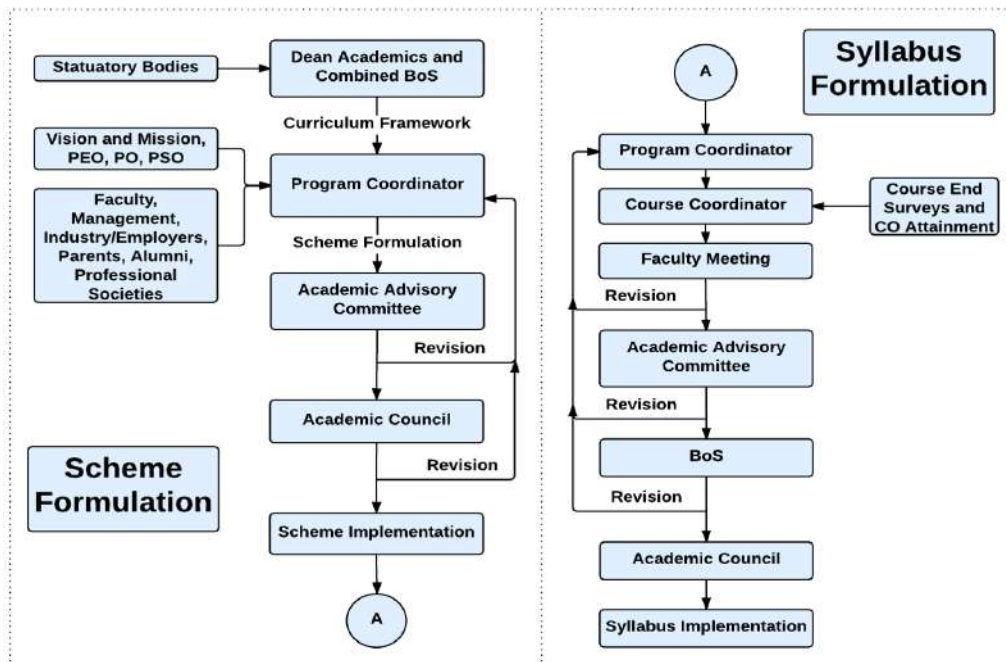 Statuatory Bodies
Dean Academics and
Combined BoS
Curriculum Framework
Vision and Mission,
PEO, PO, PSO
Program Coordinator
Faculty,
Management,
Industry/Employers,
Parents, Alumni,
Professional
Societies
Scheme Formulation
Academic Advisory
Committee
Revision
Academic Council
Revision
Scheme
Formulation
Scheme Implementation
A
Syllabus
Formulation
A
Program Coordinator
Course Coordinator
Course End
Surveys and
CO Attainment
Faculty Meeting
Revision
Academic Advisory
Committee
Revision
BoS
Revision
Academic Council
Syllabus Implementation